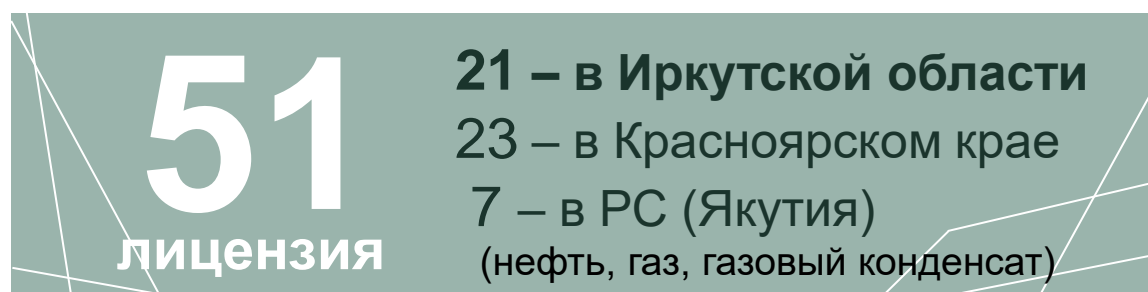 51
лицензия
21 – в Иркутской области
23 – в Красноярском крае
7 – в РС (Якутия)
(нефть, газ, газовый конденсат)